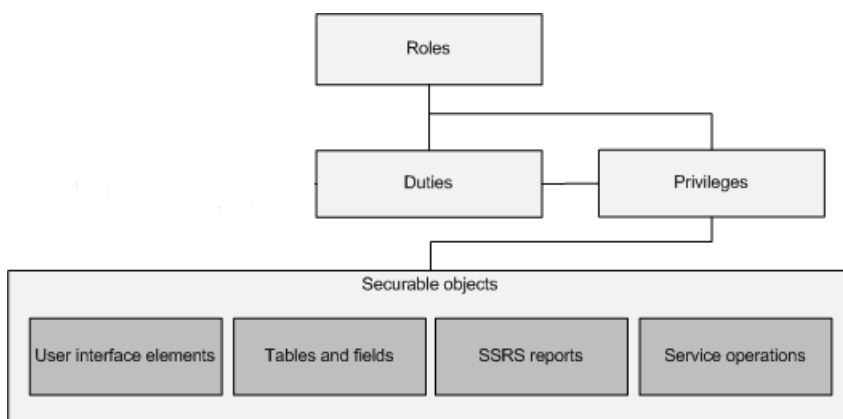 Roles
Duties
Privileges
Securable objects
User interface elements
Tables and fields
SSRS reports
Service operations